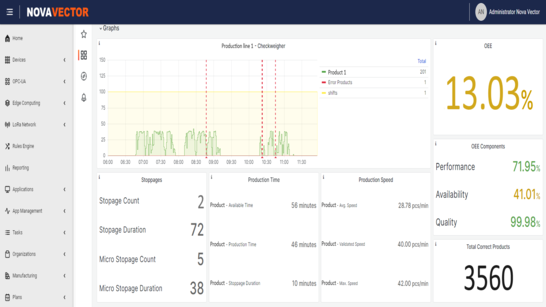 NOVAVECTOR
AN Administrator Nova Vector
Home
Devices
OPC-UA
Edge Computing
LoRa Network
Rules Engine
Reporting
Applications
App Management
Tasks
Organizations
Manufacturing
Plans
Graphs
Production line 1 - Checkweigher
150
125
100
75
50
25
0
06:00 06:30 07:00 07:30 08:00 08:30 09:00 09:30 10:00 10:30 11:00 11:30
Total
Product 1 201
Error Products 1
shifts 1
OEE
13.03%
OEE Components
Performance 71.95%
Availability 41.01%
Quality 99.98%
Total Correct Products
3560
Stoppages
Stopage Count 2
Stopage Duration 72
Micro Stopage Count 5
Micro Stopage Duration 38
Production Time
Product - Available Time 56 minutes
Product - Production Time 46 minutes
Product - Stoppage Duration 10 minutes
Production Speed
Product - Avg. Speed 28.78 pcs/min
Product - Validated Speed 40.00 pcs/min
Product - Max. Speed 42.00 pcs/min